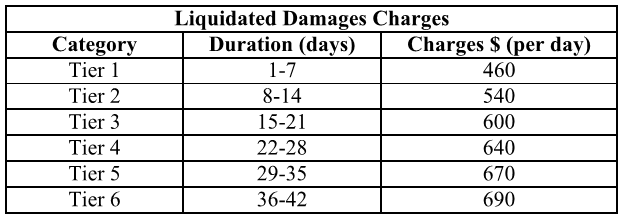 Liquidated Damages Charges
Category Duration (days) Charges $ (per day)
Tier 1 1-7 460
Tier 2 8-14 540
Tier 3 15-21 600
Tier 4 22-28 640
Tier 5 29-35 670
Tier 6 36-42 690